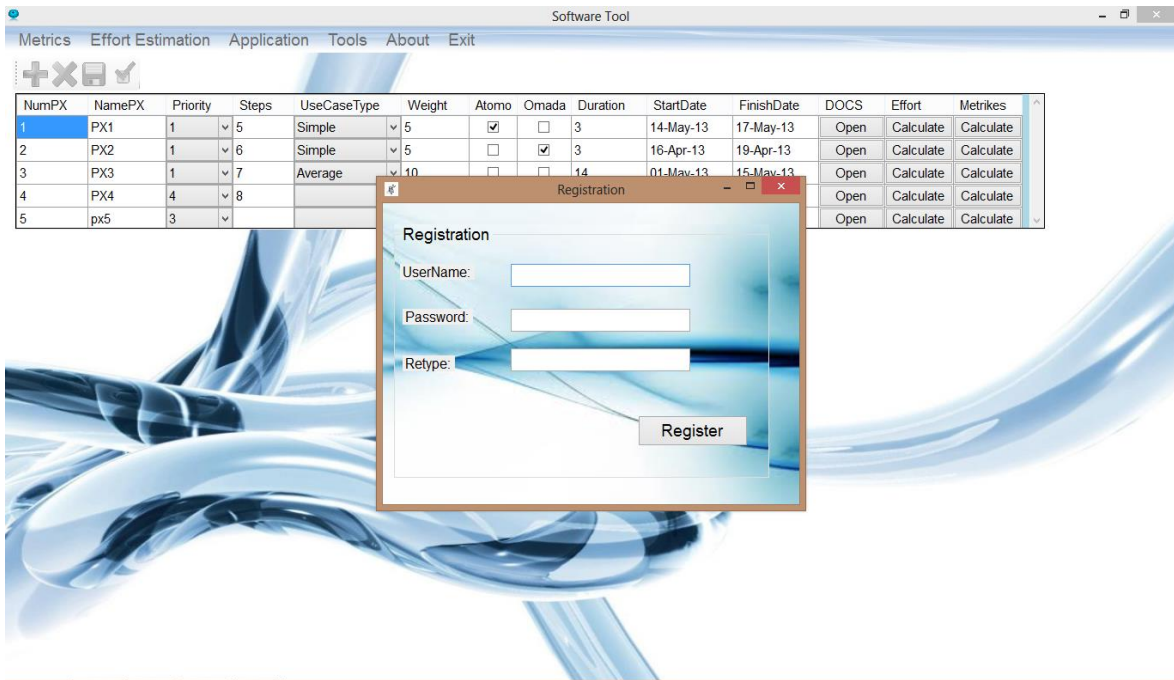 Software Tool
Metrics Effort Estimation Application Tools About Exit
NumPX NamePX Priority Steps UseCaseType Weight Atomo Omada Duration StartDate FinishDate DOCS Effort Metrikes
1 PX1 1 5 Simple 5 3 14-May-13 17-May-13 Open Calculate Calculate
2 PX2 1 6 Simple 5 3 16-Apr-13 19-Apr-13 Open Calculate Calculate
3 PX3 1 7 Average 10 14 01-May-13 15-May-13 Open Calculate Calculate
4 PX4 4 8 Open Calculate Calculate
5 px5 3 Open Calculate Calculate
Registration
Registration
UserName:
Password:
Retype:
Register